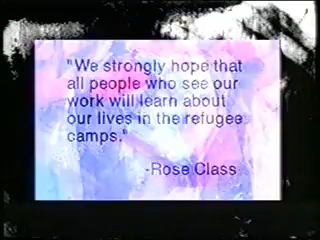 "We strongly hope that
all people who see our
work will learn about
our lives in the refugee
camps."
-Rose Class